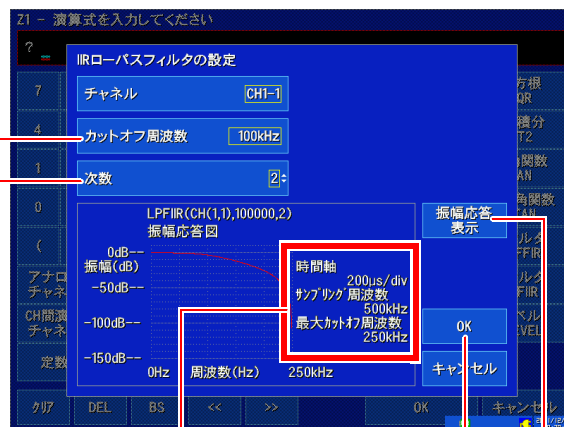 Z1 - 演算式を入力してください
?
IIRローパスフィルタの設定
チャネル CH1-1
カットオフ周波数 100kHz
次数 2
LPFIIR(CH(1,1),100000,2)
振幅応答図
振幅応答
表示
0dB--
振幅(dB)
-50dB--
-100dB--
-150dB--
0Hz 周波数(Hz) 250kHz
時間軸
200μs/div
サンプリング周波数
500kHz
最大カットオフ周波数
250kHz
OK
キャンセル
7
4
1
0
(
アナロ
チャネ
CH間演
チャネ
定数
方根
QR
積分
T2
関数
AN
角関数
TAN
ルタ
FFIR
ルタ
FIIR
ベル
EVEL
クリア DEL BS << >> OK キャンセル